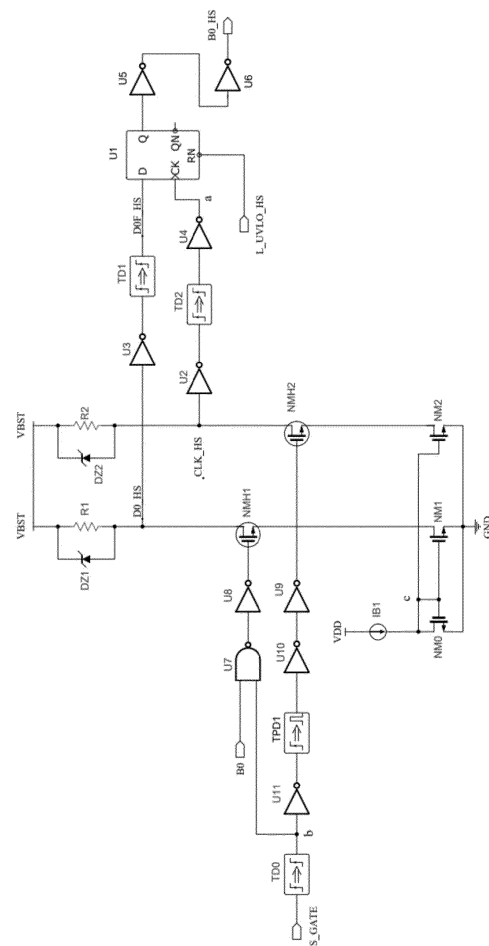 B0_HS
U5
U6
U1
D
Q
CK
QN
RN
a
D0F_HS
L_UVLO_HS
TD1
U4
TD2
U3
U2
VBST
VBST
R1
R2
DZ1
DZ2
D0_HS
.CLK_HS
NMH1
NMH2
NM2
NM1
NM0
GND
U8
U9
VDD
IB1
c
U7
U10
B0
TPD1
U11
b
TD0
S_GATE